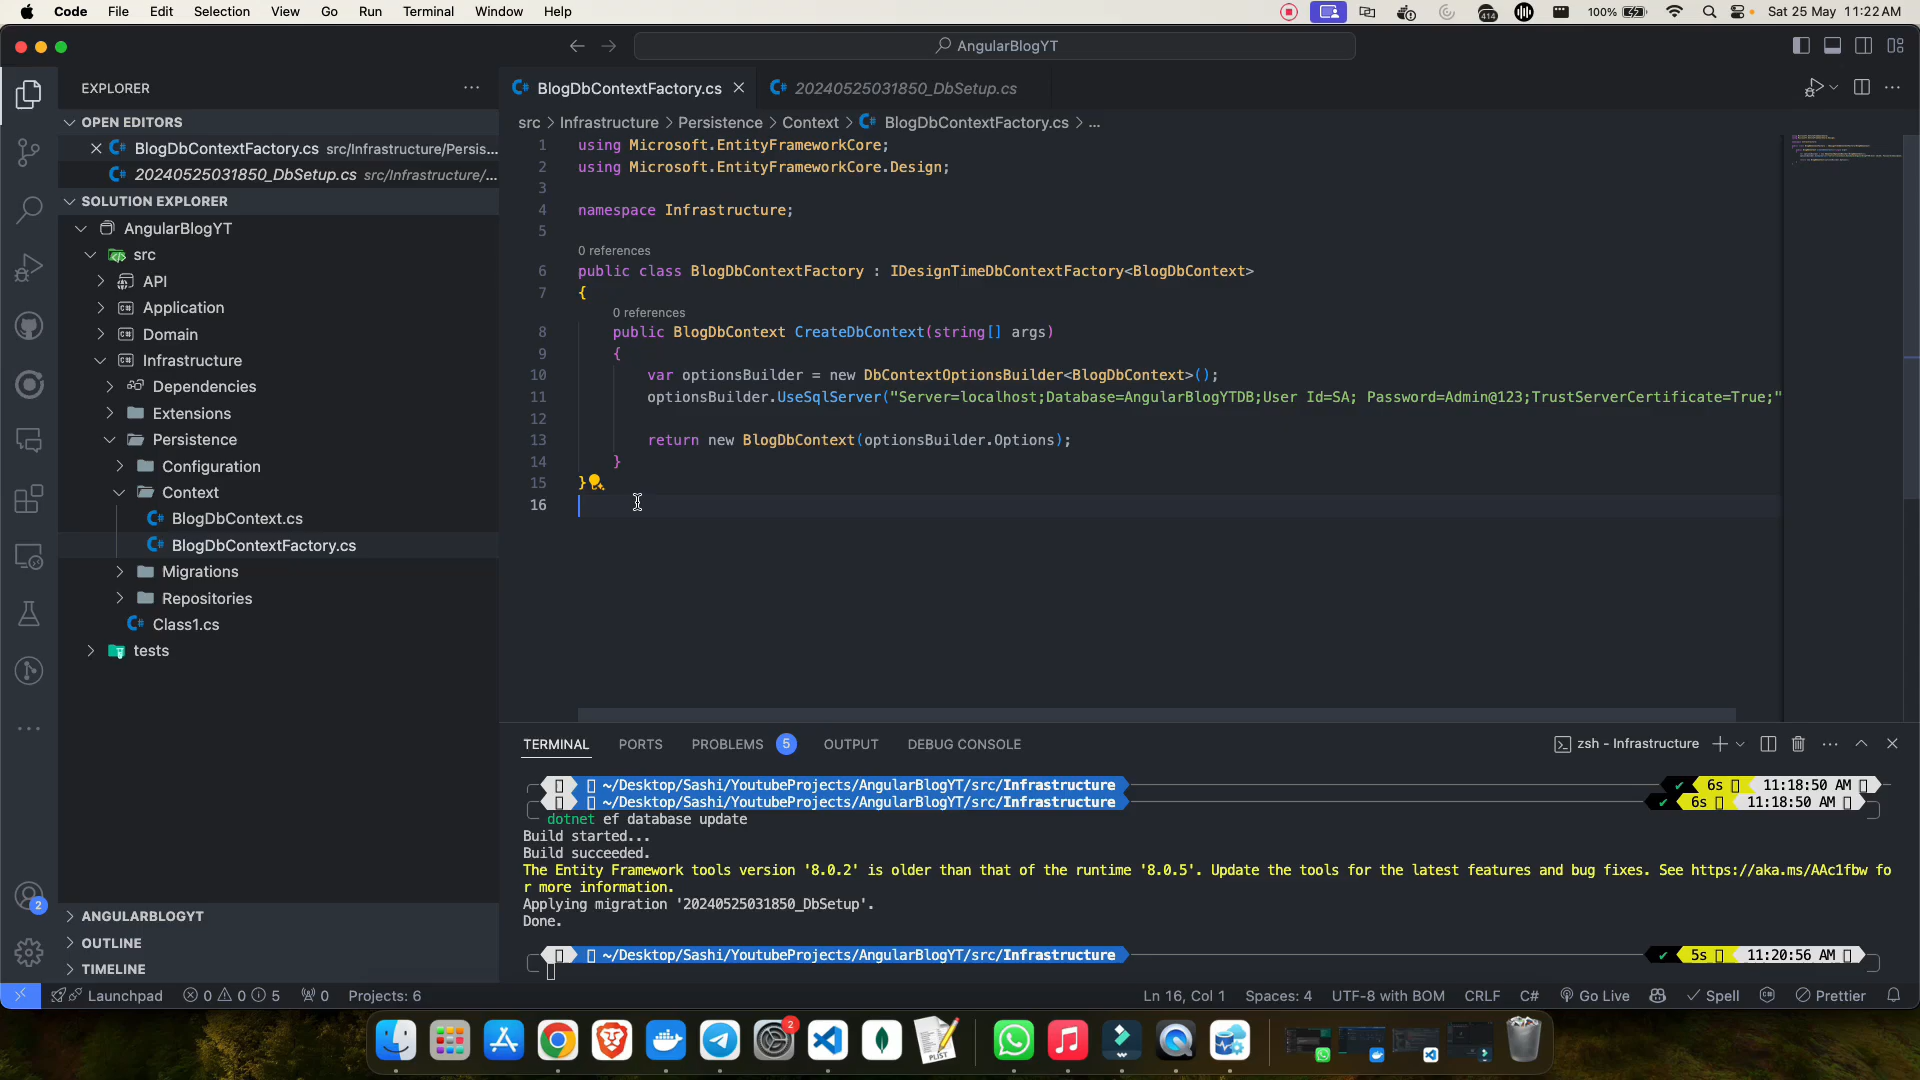 Code File Edit Selection View Go Run Terminal Window Help
414 100% Sat 25 May 11:22 AM
AngularBlogYT
EXPLORER
OPEN EDITORS
BlogDbContextFactory.cs src/Infrastructure/Persis...
20240525031850_DbSetup.cs src/Infrastructure/...
SOLUTION EXPLORER
AngularBlogYT
src
API
Application
Domain
Infrastructure
Dependencies
Extensions
Persistence
Configuration
Context
BlogDbContext.cs
BlogDbContextFactory.cs
Migrations
Repositories
Class1.cs
tests
ANGULARBLOGYT
OUTLINE
TIMELINE
2
BlogDbContextFactory.cs 20240525031850_DbSetup.cs
src > Infrastructure > Persistence > Context > BlogDbContextFactory.cs > ...
1 using Microsoft.EntityFrameworkCore;
2 using Microsoft.EntityFrameworkCore.Design;
3
4 namespace Infrastructure;
5
0 references
6 public class BlogDbContextFactory : IDesignTimeDbContextFactory<BlogDbContext>
7 {
0 references
8 public BlogDbContext CreateDbContext(string[] args)
9 {
10 var optionsBuilder = new DbContextOptionsBuilder<BlogDbContext>();
11 optionsBuilder.UseSqlServer("Server=localhost;Database=AngularBlogYTDB;User Id=SA; Password=Admin@123;TrustServerCertificate=True;"
12
13 return new BlogDbContext(optionsBuilder.Options);
14 }
15 }
16
TERMINAL PORTS PROBLEMS 5 OUTPUT DEBUG CONSOLE zsh - Infrastructure
~/Desktop/Sashi/YoutubeProjects/AngularBlogYT/src/Infrastructure ✔ 6s 11:18:50 AM
~/Desktop/Sashi/YoutubeProjects/AngularBlogYT/src/Infrastructure ✔ 6s 11:18:50 AM
dotnet ef database update
Build started...
Build succeeded.
The Entity Framework tools version '8.0.2' is older than that of the runtime '8.0.5'. Update the tools for the latest features and bug fixes. See https://aka.ms/AAc1fbw fo
r more information.
Applying migration '20240525031850_DbSetup'.
Done.
~/Desktop/Sashi/YoutubeProjects/AngularBlogYT/src/Infrastructure ✔ 5s 11:20:56 AM
Launchpad 0 0 5 0 Projects: 6 Ln 16, Col 1 Spaces: 4 UTF-8 with BOM CRLF C# Go Live Spell Prettier
2
PLIST